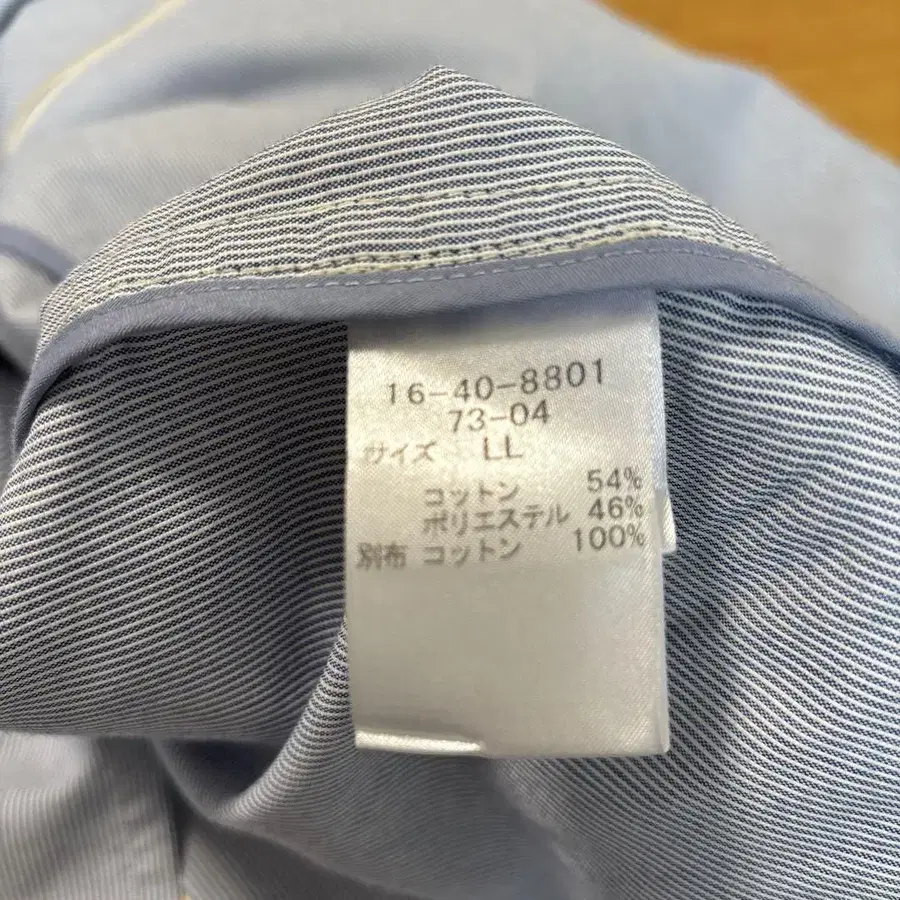 16-40-8801
73-04
サイズ LL
コットン 54%
ポリエステル 46%
別布 コットン 100%